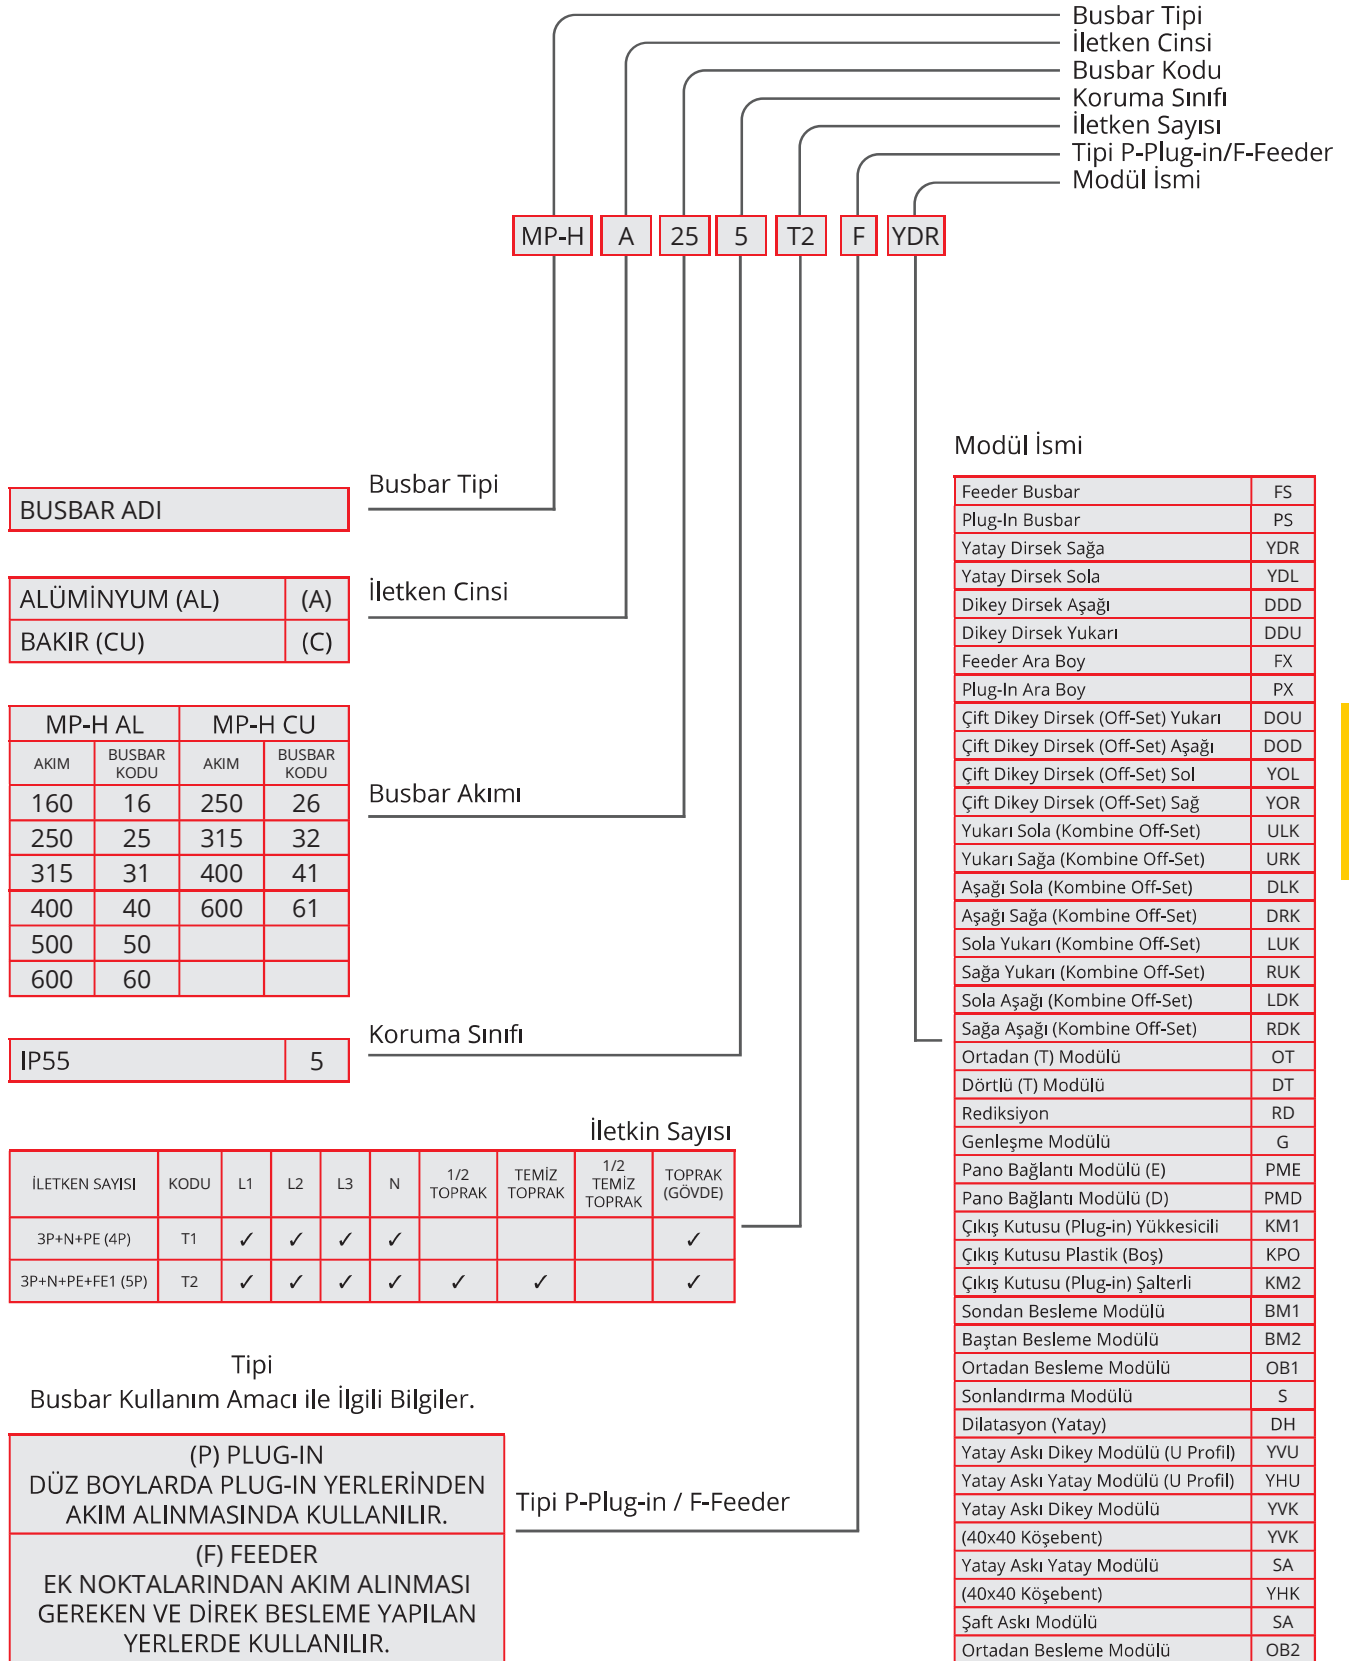 Busbar Tipi
İletken Cinsi
Busbar Kodu
Koruma Sınıfı
İletken Sayısı
Tipi P-Plug-in/F-Feeder
Modül İsmi
MP-H A 25 5 T2 F YDR
Busbar Tipi
BUSBAR ADI
İletken Cinsi
ALÜMİNYUM (AL) (A)
BAKIR (CU) (C)
MP-H AL MP-H CU
AKIM BUSBAR KODU AKIM BUSBAR KODU
160 16 250 26
250 25 315 32
315 31 400 41
400 40 600 61
500 50
600 60
Busbar Akımı
Koruma Sınıfı
IP55 5
İletkin Sayısı
İLETKEN SAYISI KODU L1 L2 L3 N 1/2 TOPRAK TEMİZ TOPRAK 1/2 TEMİZ TOPRAK TOPRAK (GÖVDE)
3P+N+PE (4P) T1 ✓ ✓ ✓ ✓ ✓
3P+N+PE+FE1 (5P) T2 ✓ ✓ ✓ ✓ ✓ ✓ ✓
Tipi
Busbar Kullanım Amacı ile İlgili Bilgiler.
(P) PLUG-IN
DÜZ BOYLARDA PLUG-IN YERLERİNDEN
AKIM ALINMASINDA KULLANILIR.
(F) FEEDER
EK NOKTALARINDAN AKIM ALINMASI
GEREKEN VE DİREK BESLEME YAPILAN
YERLERDE KULLANILIR.
Tipi P-Plug-in / F-Feeder
Modül İsmi
Feeder Busbar FS
Plug-In Busbar PS
Yatay Dirsek Sağa YDR
Yatay Dirsek Sola YDL
Dikey Dirsek Aşağı DDD
Dikey Dirsek Yukarı DDU
Feeder Ara Boy FX
Plug-In Ara Boy PX
Çift Dikey Dirsek (Off-Set) Yukarı DOU
Çift Dikey Dirsek (Off-Set) Aşağı DOD
Çift Dikey Dirsek (Off-Set) Sol YOL
Çift Dikey Dirsek (Off-Set) Sağ YOR
Yukarı Sola (Kombine Off-Set) ULK
Yukarı Sağa (Kombine Off-Set) URK
Aşağı Sola (Kombine Off-Set) DLK
Aşağı Sağa (Kombine Off-Set) DRK
Sola Yukarı (Kombine Off-Set) LUK
Sağa Yukarı (Kombine Off-Set) RUK
Sola Aşağı (Kombine Off-Set) LDK
Sağa Aşağı (Kombine Off-Set) RDK
Ortadan (T) Modülü OT
Dörtlü (T) Modülü DT
Rediksiyon RD
Genleşme Modülü G
Pano Bağlantı Modülü (E) PME
Pano Bağlantı Modülü (D) PMD
Çıkış Kutusu (Plug-in) Yükkesicili KM1
Çıkış Kutusu Plastik (Boş) KPO
Çıkış Kutusu (Plug-in) Şalterli KM2
Sondan Besleme Modülü BM1
Baştan Besleme Modülü BM2
Ortadan Besleme Modülü OB1
Sonlandırma Modülü S
Dilatasyon (Yatay) DH
Yatay Askı Dikey Modülü (U Profil) YVU
Yatay Askı Yatay Modülü (U Profil) YHU
Yatay Askı Dikey Modülü YVK
(40x40 Köşebent) YVK
Yatay Askı Yatay Modülü SA
(40x40 Köşebent) YHK
Şaft Askı Modülü SA
Ortadan Besleme Modülü OB2